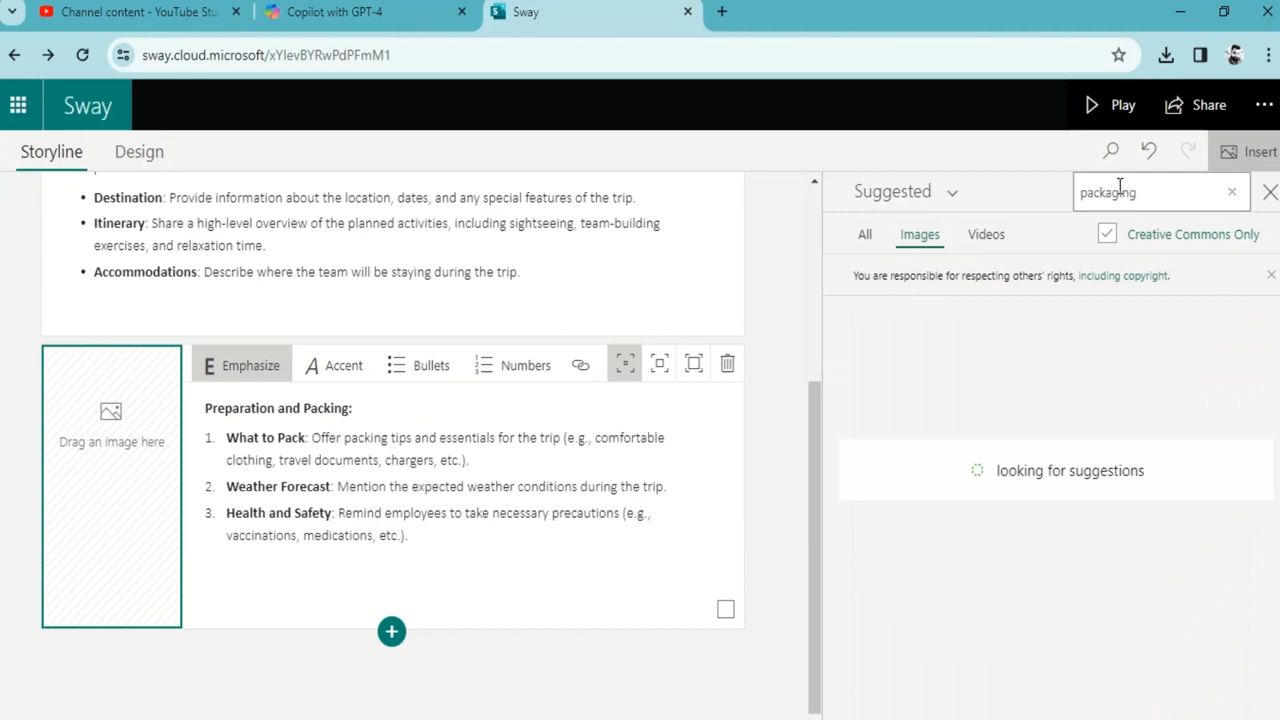 Channel content - YouTube Stu
Copilot with GPT-4
Sway
sway.cloud.microsoft/xYlevBYRwPdPFmM1
Sway
Play
Share
Storyline
Design
Insert
• Destination: Provide information about the location, dates, and any special features of the trip.
• Itinerary: Share a high-level overview of the planned activities, including sightseeing, team-building
exercises, and relaxation time.
• Accommodations: Describe where the team will be staying during the trip.
Drag an image here
E Emphasize
A Accent
Bullets
Numbers
Preparation and Packing:
1. What to Pack: Offer packing tips and essentials for the trip (e.g., comfortable
clothing, travel documents, chargers, etc.).
2. Weather Forecast: Mention the expected weather conditions during the trip.
3. Health and Safety: Remind employees to take necessary precautions (e.g.,
vaccinations, medications, etc.).
Suggested
packaging
All
Images
Videos
Creative Commons Only
You are responsible for respecting others' rights, including copyright.
looking for suggestions